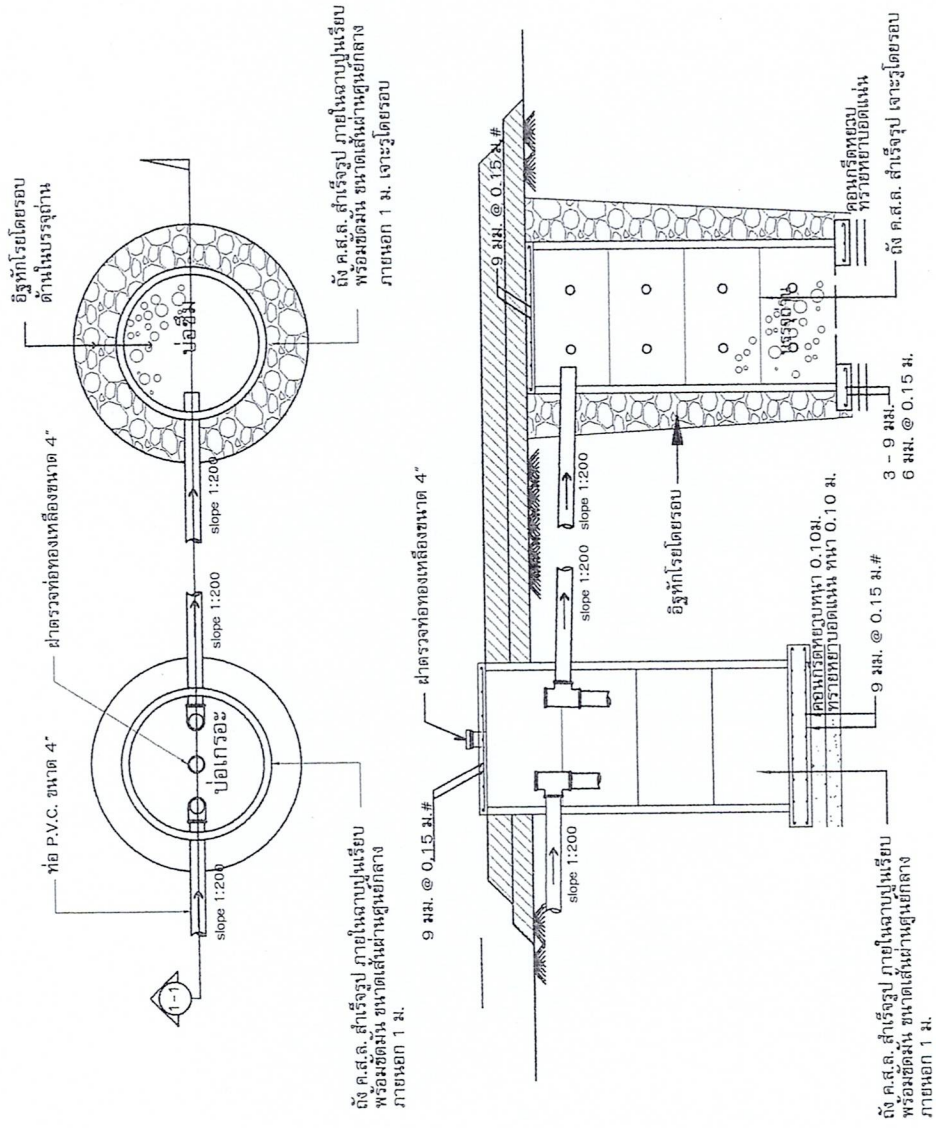 อิฐหักโรยโดยรอบ
ด้านในบรรจุถ่าน
ฝาตรวจท่อทองเหลืองขนาด 4"
ท่อ P.V.C. ขนาด 4"
ถัง ค.ส.ล. สำเร็จรูป ภายในฉาบปูนเรียบ
พร้อมขัดมัน ขนาดเส้นผ่านศูนย์กลาง
ภายนอก 1 ม. เจาะรูโดยรอบ
บ่อซึม
บ่อเกรอะ
slope 1:200
slope 1:200
slope 1:200
1-1
ถัง ค.ส.ล. สำเร็จรูป ภายในฉาบปูนเรียบ
พร้อมขัดมัน ขนาดเส้นผ่านศูนย์กลาง
ภายนอก 1 ม.
9 มม. @ 0.15 ม.#
ฝาตรวจท่อทองเหลืองขนาด 4"
9 มม. @ 0.15 ม.#
slope 1:200
slope 1:200
slope 1:200
บรรจุถ่าน
อิฐหักโรยโดยรอบ
คอนกรีตหยาบ
ทรายหยาบอัดแน่น
ถัง ค.ส.ล. สำเร็จรูป เจาะรูโดยรอบ
3 - 9 มม.
6 มม. @ 0.15 ม.
คอนกรีตหยาบหนา 0.10ม.
ทรายหยาบอัดแน่น หนา 0.10 ม.
9 มม. @ 0.15 ม.#
ถัง ค.ส.ล. สำเร็จรูป ภายในฉาบปูนเรียบ
พร้อมขัดมัน ขนาดเส้นผ่านศูนย์กลาง
ภายนอก 1 ม.